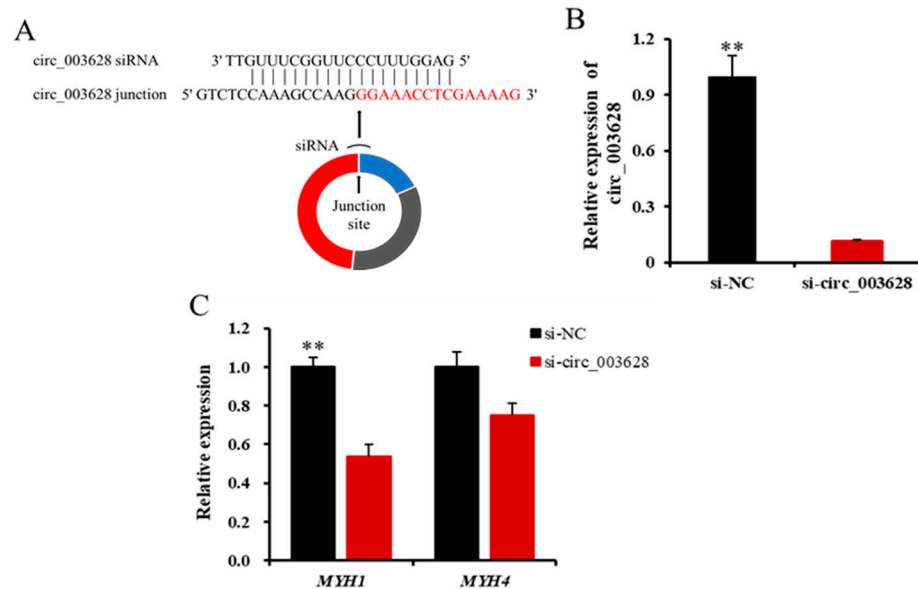 A
circ_003628 siRNA 3' TTGUUUCGGUUCCCUUUGGAG 5'
circ_003628 junction 5' GTCTCCAAAGCCAAGGGAAACCTCGAAAAG 3'
siRNA
Junction
site
B
Relative expression of
circ_003628
1.2
0.9
0.6
0.3
0
**
si-NC
si-circ_003628
C
Relative expression
1.2
1.0
0.8
0.6
0.4
0.2
0.0
**
si-NC
si-circ_003628
MYH1
MYH4